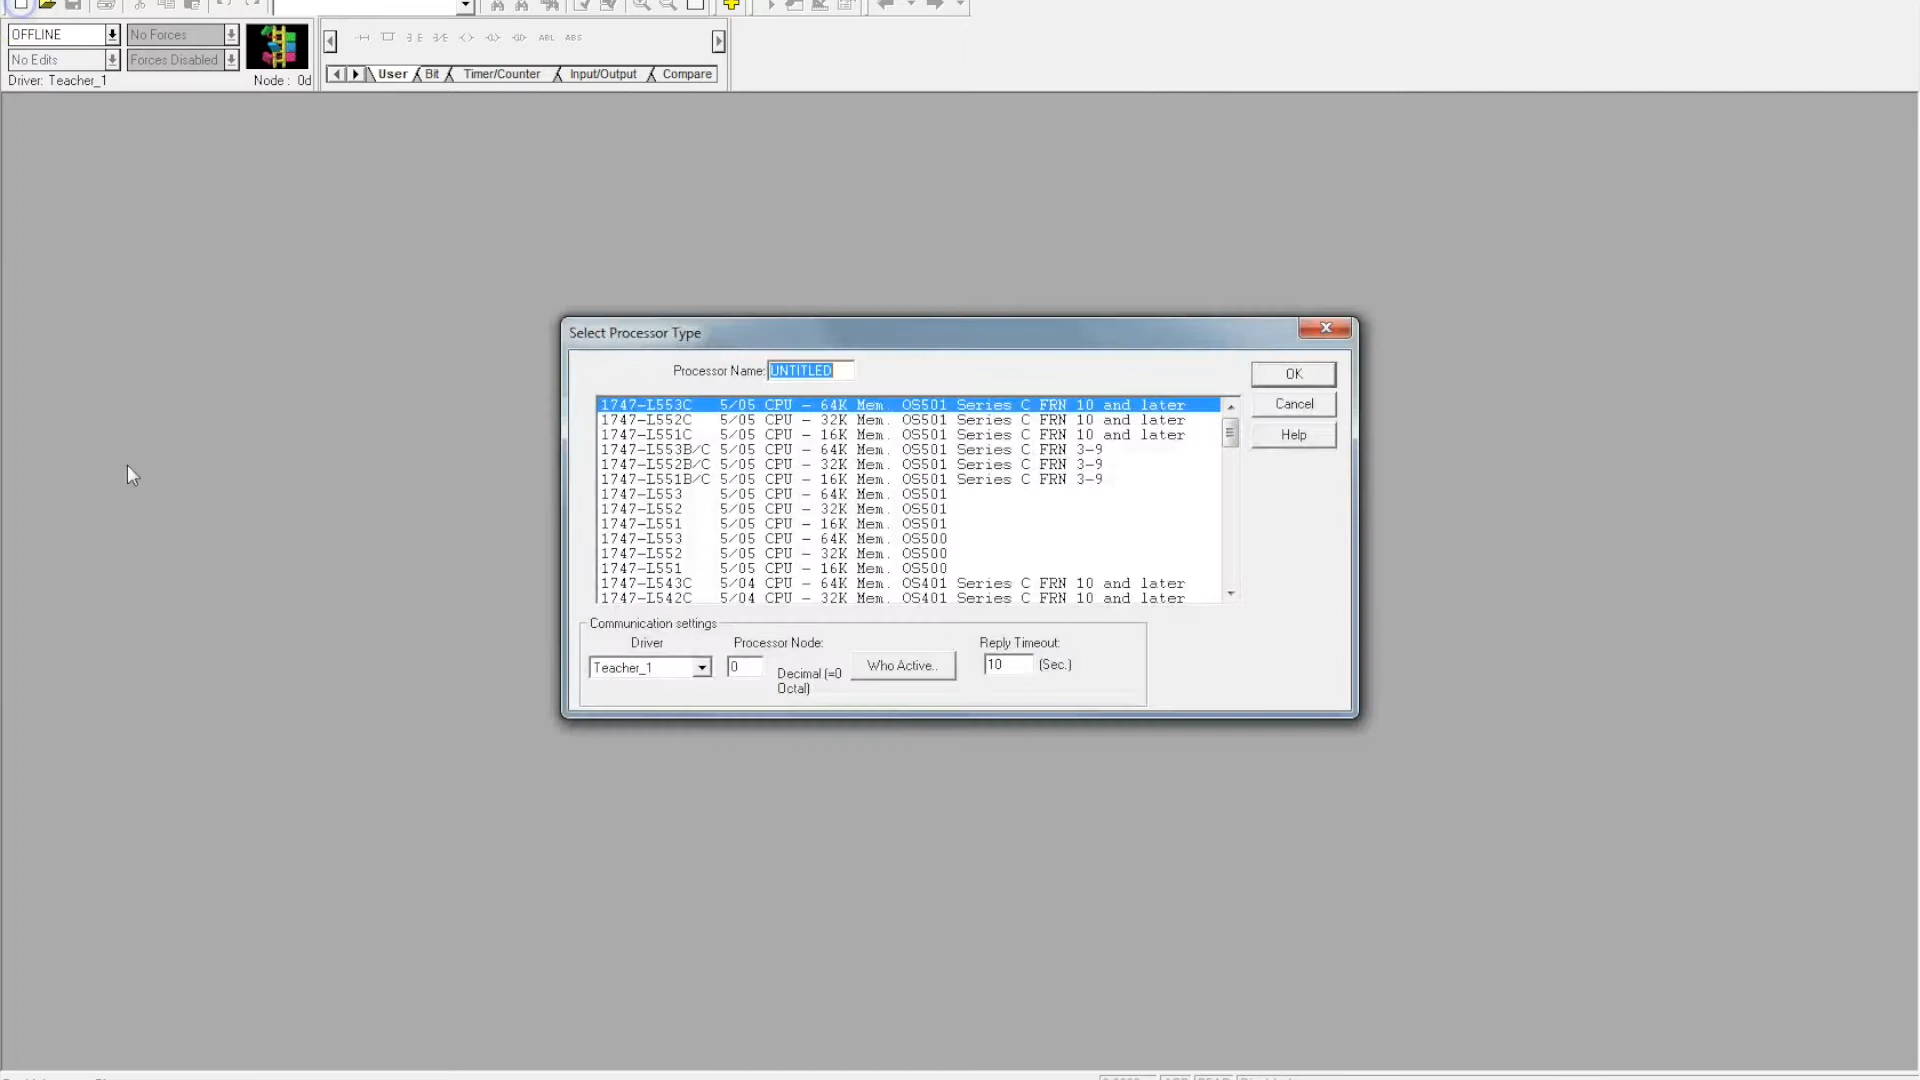 OFFLINE No Forces
No Edits Forces Disabled
Driver: Teacher_1 Node : 0d
ABL ABS
User Bit Timer/Counter Input/Output Compare
Select Processor Type
Processor Name: UNTITLED
OK
Cancel
Help
1747-L553C 5/05 CPU - 64K Mem. OS501 Series C FRN 10 and later
1747-L552C 5/05 CPU - 32K Mem. OS501 Series C FRN 10 and later
1747-L551C 5/05 CPU - 16K Mem. OS501 Series C FRN 10 and later
1747-L553B/C 5/05 CPU - 64K Mem. OS501 Series C FRN 3-9
1747-L552B/C 5/05 CPU - 32K Mem. OS501 Series C FRN 3-9
1747-L551B/C 5/05 CPU - 16K Mem. OS501 Series C FRN 3-9
1747-L553 5/05 CPU - 64K Mem. OS501
1747-L552 5/05 CPU - 32K Mem. OS501
1747-L551 5/05 CPU - 16K Mem. OS501
1747-L553 5/05 CPU - 64K Mem. OS500
1747-L552 5/05 CPU - 32K Mem. OS500
1747-L551 5/05 CPU - 16K Mem. OS500
1747-L543C 5/04 CPU - 64K Mem. OS401 Series C FRN 10 and later
1747-L542C 5/04 CPU - 32K Mem. OS401 Series C FRN 10 and later
Communication settings
Driver Processor Node: Reply Timeout:
Teacher_1 0 Decimal (=0 Octal) Who Active.. 10 (Sec.)